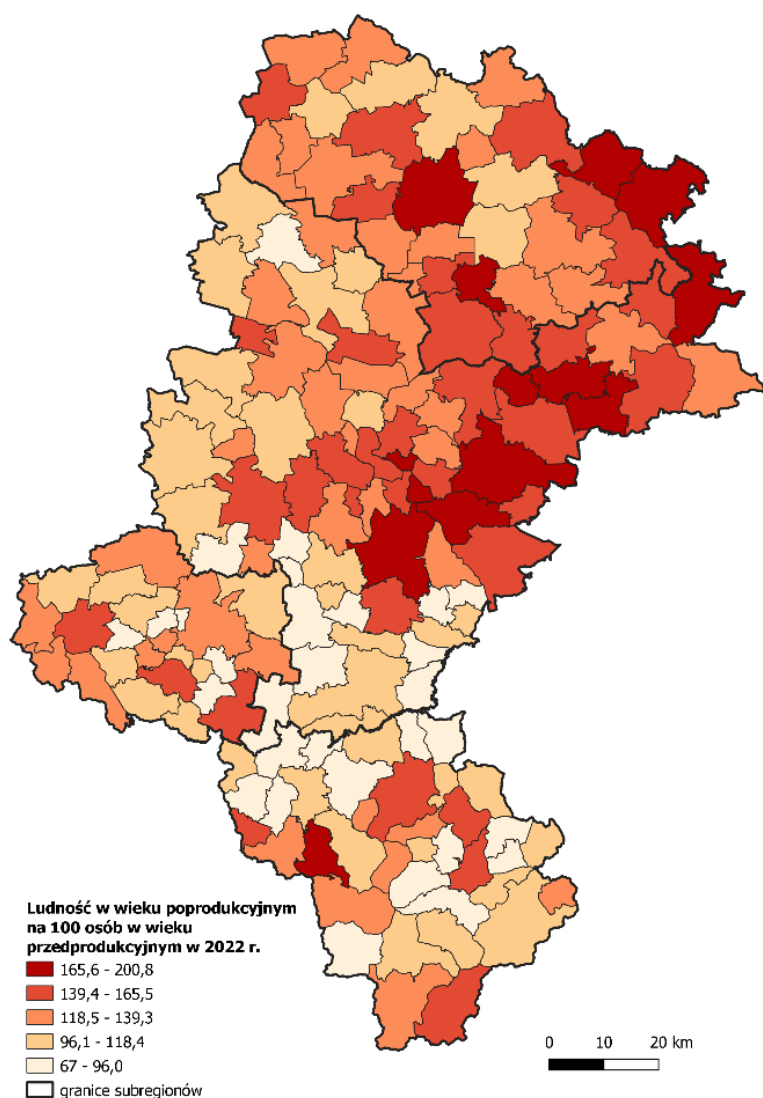 Ludność w wieku poprodukcyjnym
na 100 osób w wieku
przedprodukcyjnym w 2022 r.
165,6 - 200,8
139,4 - 165,5
118,5 - 139,3
96,1 - 118,4
67 - 96,0
granice subregionów
0 10 20 km